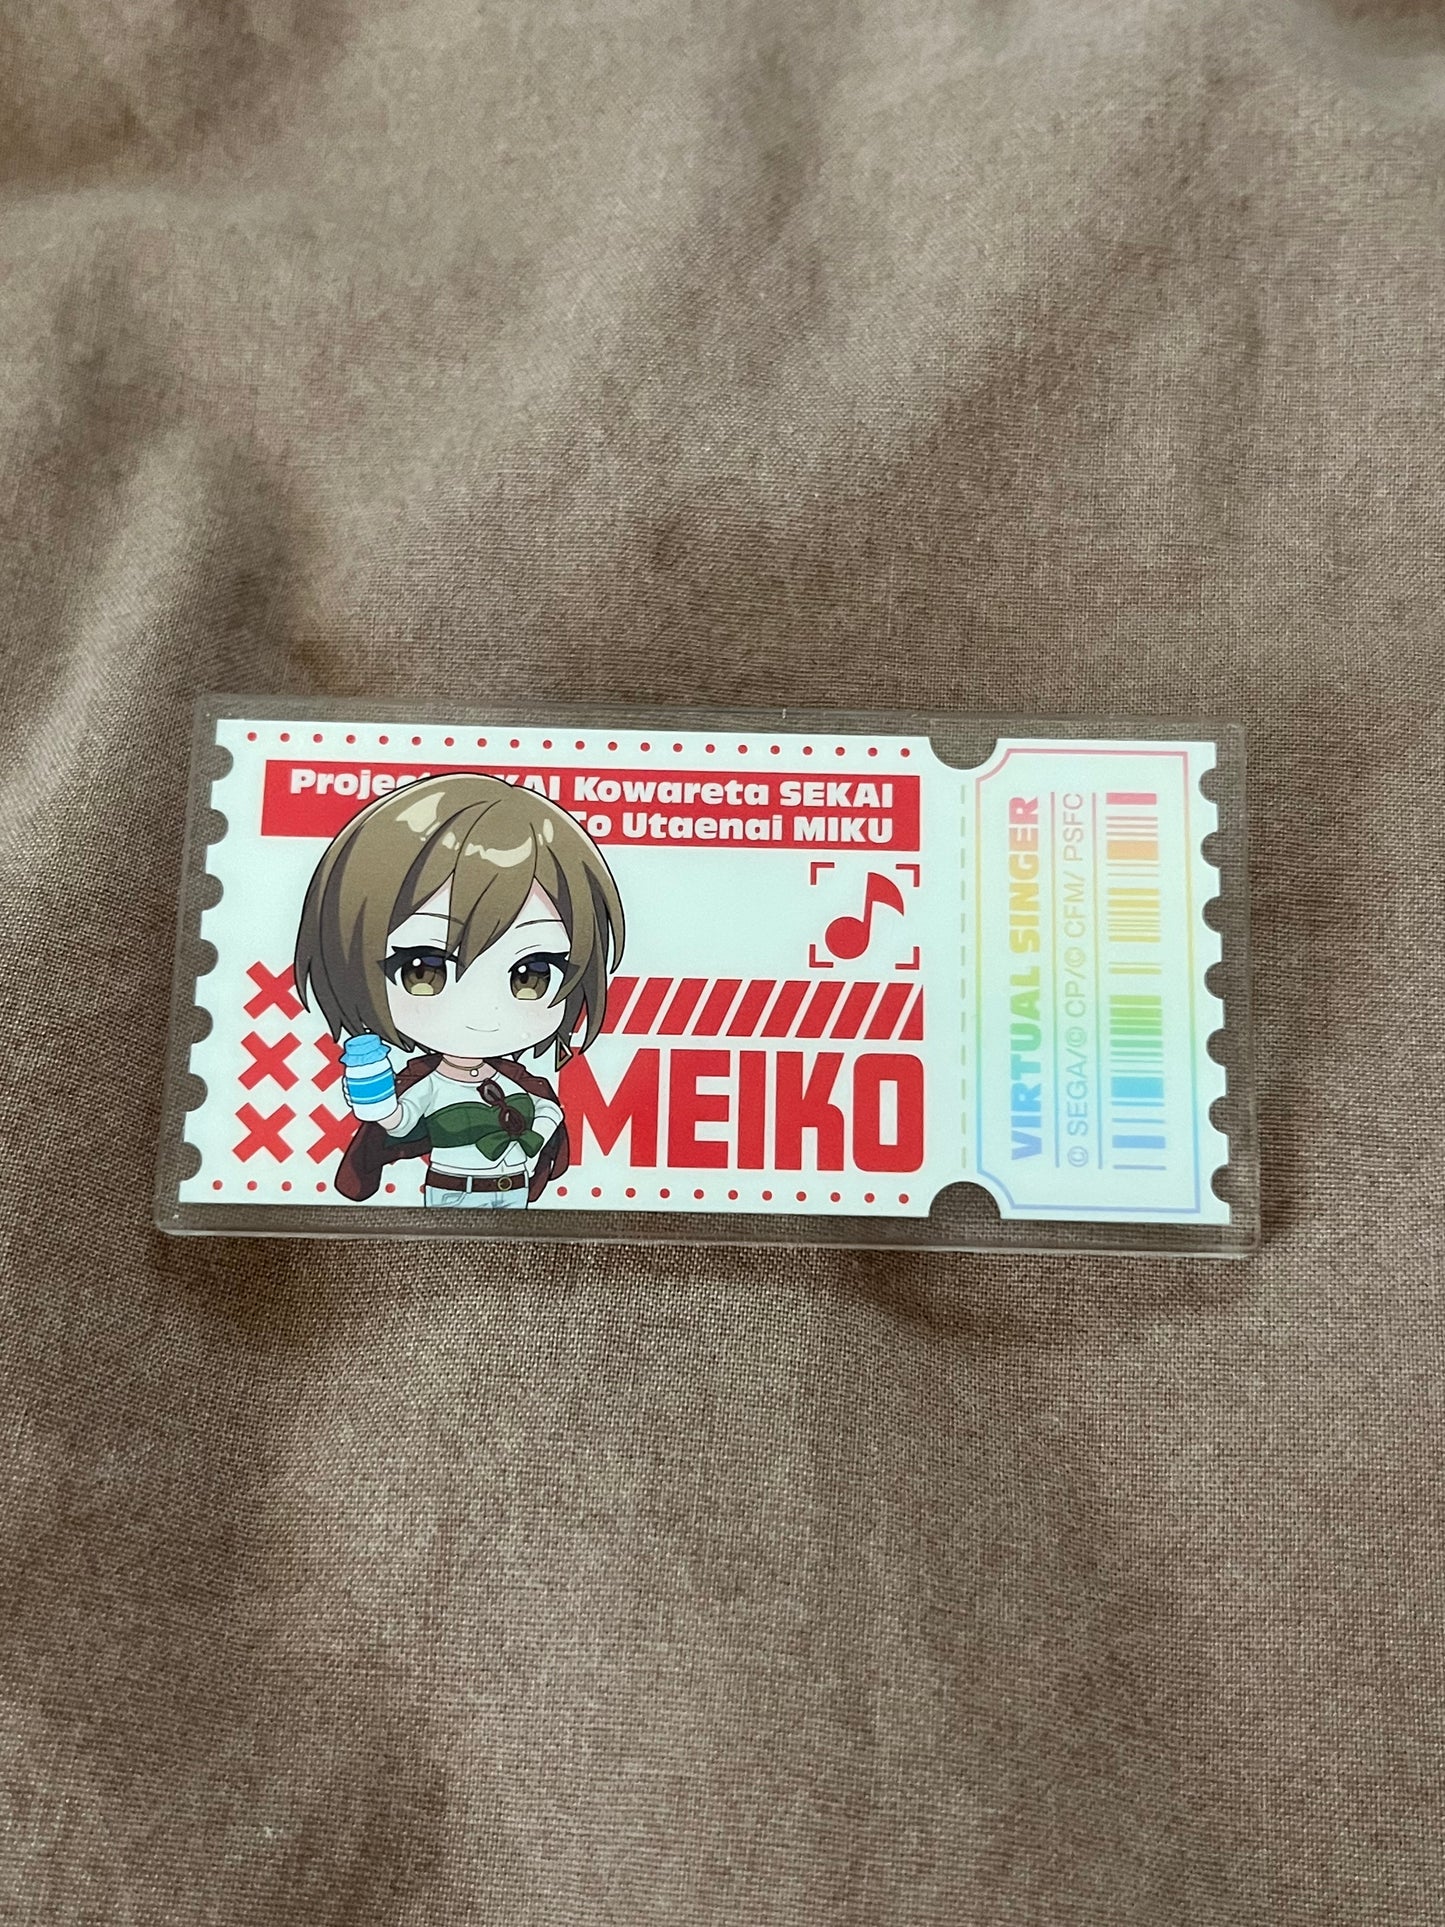 Project SEKAI Kowareta SEKAI
To Utaenai MIKU
MEIKO
VIRTUAL SINGER
© SEGA/© CP/© CFM/ PSFC